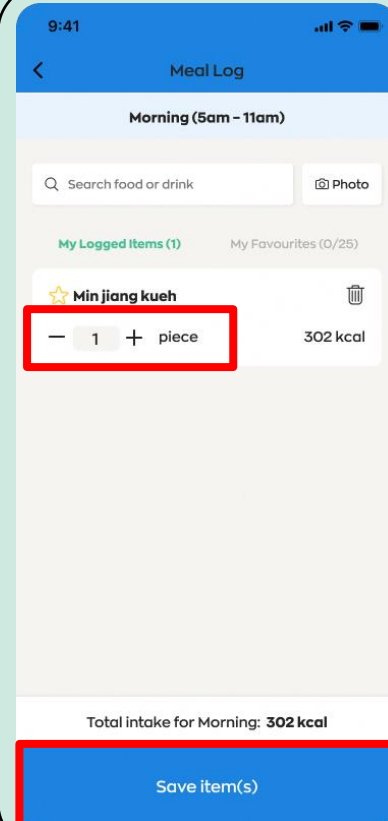 9:41
Meal Log
Morning (5am - 11am)
Search food or drink
Photo
My Logged Items (1) My Favourites (0/25)
Min jiang kueh
− 1 + piece 302 kcal
Total intake for Morning: 302 kcal
Save item(s)